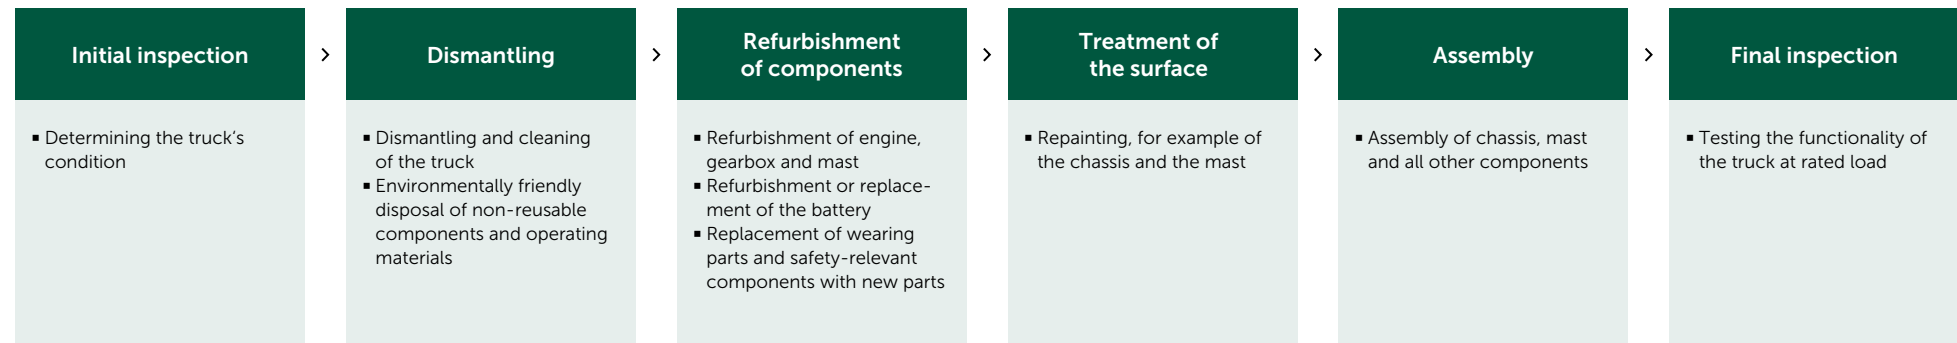 Initial inspection
■ Determining the truck‘s
condition
>
Dismantling
■ Dismantling and cleaning
of the truck
■ Environmentally friendly
disposal of non-reusable
components and operating
materials
>
Refurbishment
of components
■ Refurbishment of engine,
gearbox and mast
■ Refurbishment or replace-
ment of the battery
■ Replacement of wearing
parts and safety-relevant
components with new parts
>
Treatment of
the surface
■ Repainting, for example of
the chassis and the mast
>
Assembly
■ Assembly of chassis, mast
and all other components
>
Final inspection
■ Testing the functionality of
the truck at rated load